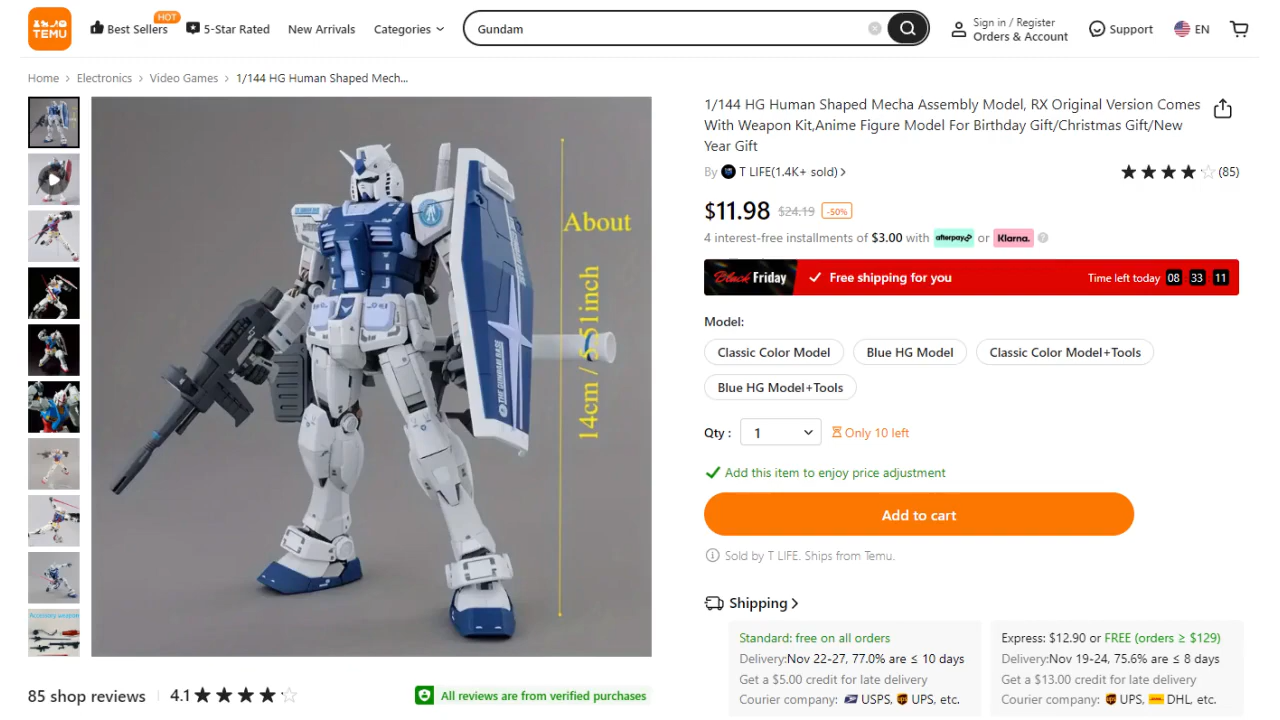 TEMU
Best Sellers
HOT
5-Star Rated
New Arrivals
Categories
Gundam
Sign in / Register
Orders & Account
Support
EN
Home > Electronics > Video Games > 1/144 HG Human Shaped Mech...
About
14cm / 5.51inch
THE GUNDAM BASE
1/144 HG Human Shaped Mecha Assembly Model, RX Original Version Comes
With Weapon Kit,Anime Figure Model For Birthday Gift/Christmas Gift/New
Year Gift
By T LIFE(1.4K+ sold) >
(85)
$11.98 $24.19 -50%
4 interest-free installments of $3.00 with afterpay or Klarna.
Black Friday
Free shipping for you
Time left today 08 33 11
Model:
Classic Color Model
Blue HG Model
Classic Color Model+Tools
Blue HG Model+Tools
Qty : 1
Only 10 left
Add this item to enjoy price adjustment
Add to cart
Sold by T LIFE. Ships from Temu.
Shipping >
Standard: free on all orders
Delivery:Nov 22-27, 77.0% are ≤ 10 days
Get a $5.00 credit for late delivery
Courier company: USPS, UPS, etc.
Express: $12.90 or FREE (orders ≥ $129)
Delivery:Nov 19-24, 75.6% are ≤ 8 days
Get a $13.00 credit for late delivery
Courier company: UPS, DHL, etc.
85 shop reviews
4.1
All reviews are from verified purchases